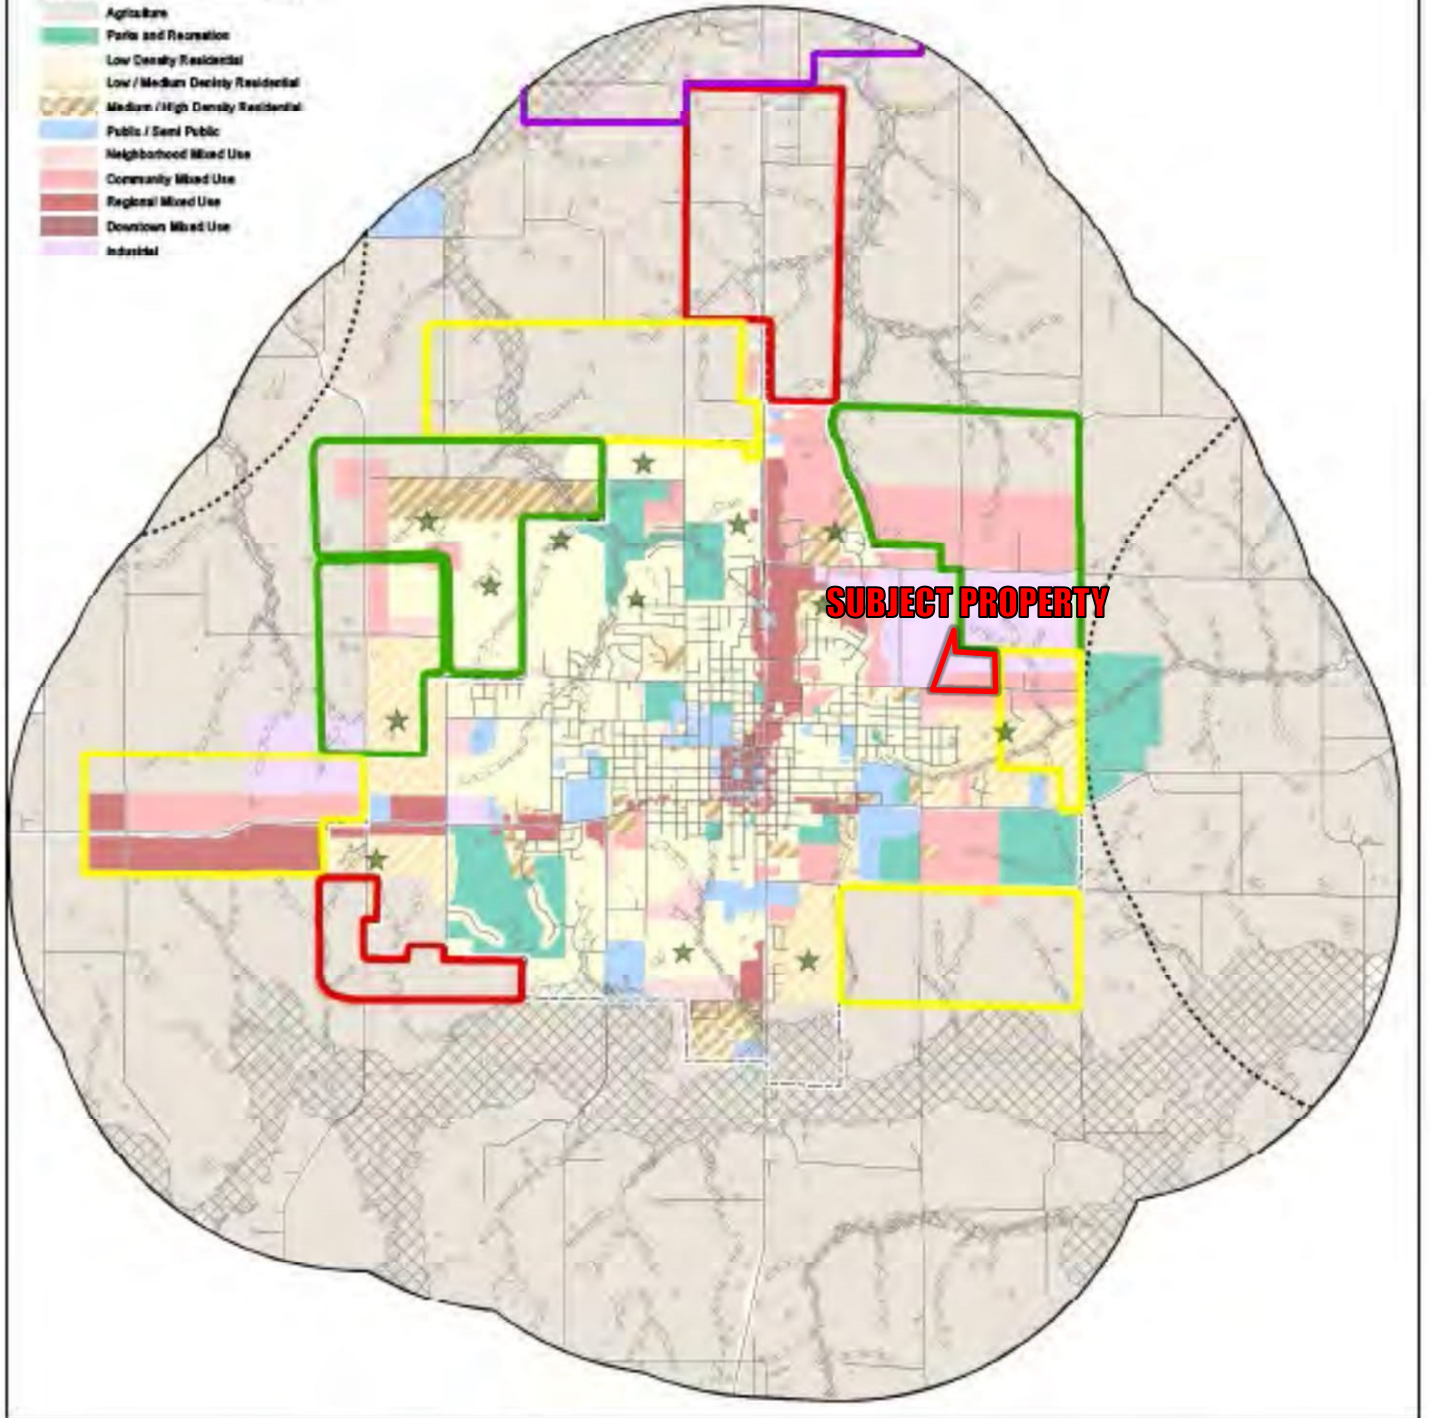 Agriculture
Parks and Recreation
Low Density Residential
Low / Medium Density Residential
Medium / High Density Residential
Public / Semi Public
Neighborhood Mixed Use
Community Mixed Use
Regional Mixed Use
Downtown Mixed Use
Industrial
SUBJECT PROPERTY